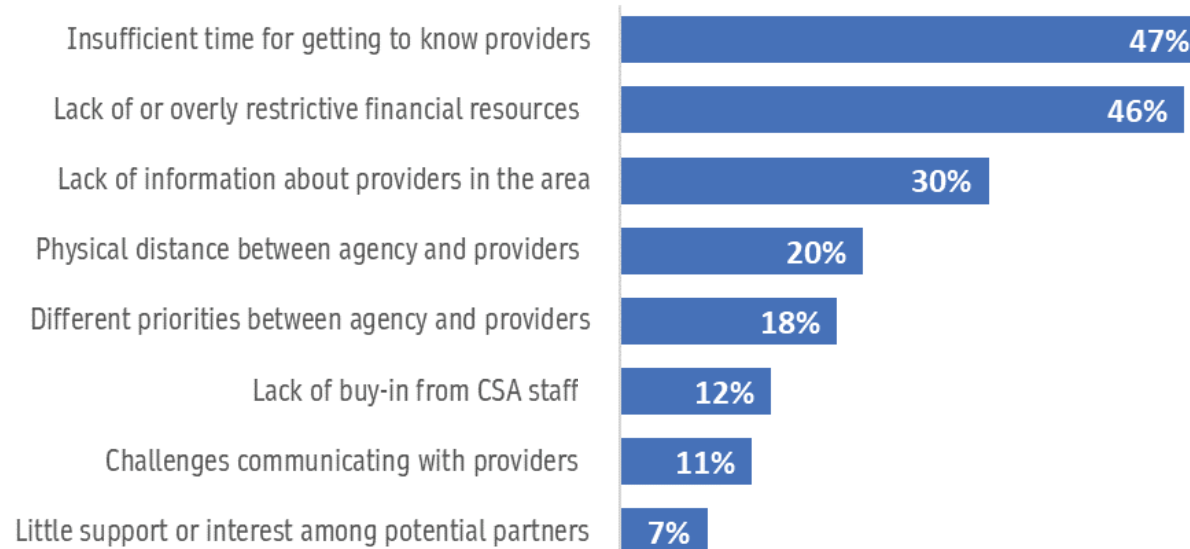 Insufficient time for getting to know providers 47%
Lack of or overly restrictive financial resources 46%
Lack of information about providers in the area 30%
Physical distance between agency and providers 20%
Different priorities between agency and providers 18%
Lack of buy-in from CSA staff 12%
Challenges communicating with providers 11%
Little support or interest among potential partners 7%